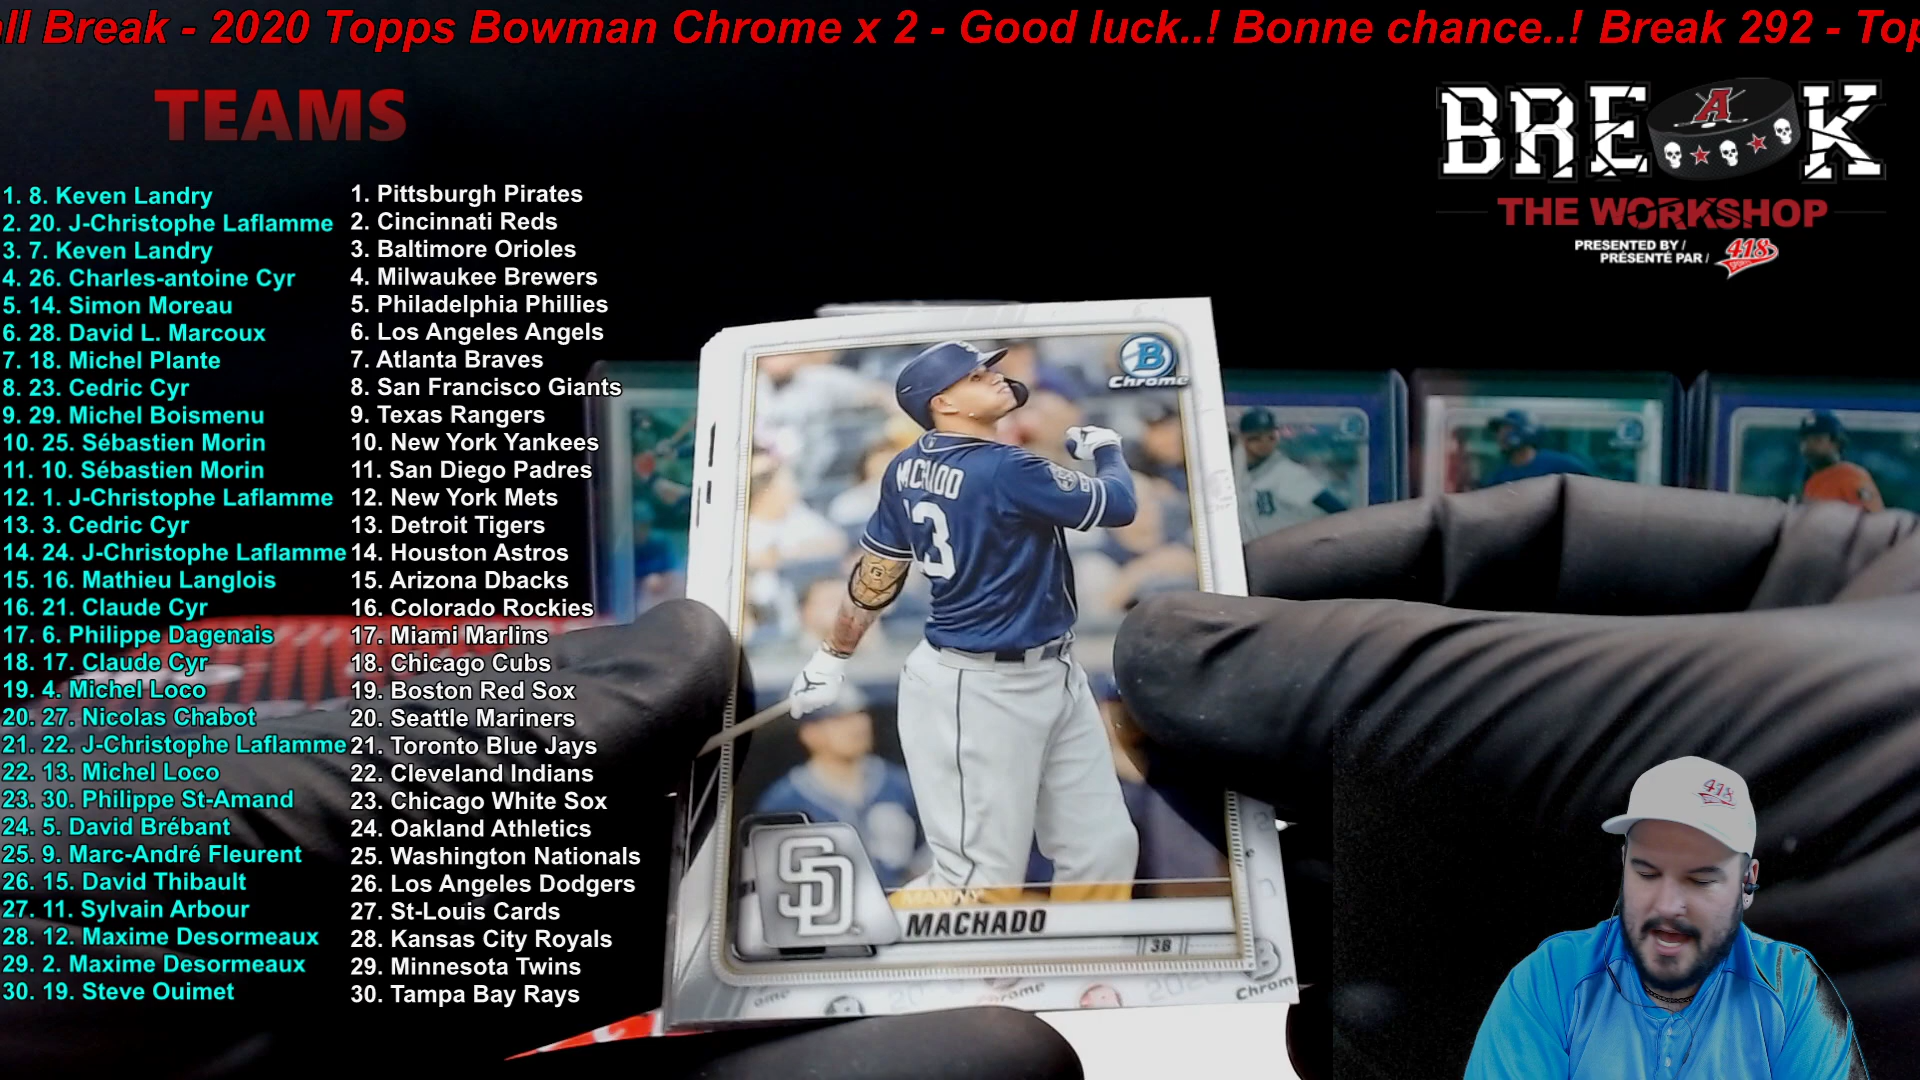 ll Break - 2020 Topps Bowman Chrome x 2 - Good luck..! Bonne chance..! Break 292 - Top
TEAMS
1. 8. Keven Landry
2. 20. J-Christophe Laflamme
3. 7. Keven Landry
4. 26. Charles-antoine Cyr
5. 14. Simon Moreau
6. 28. David L. Marcoux
7. 18. Michel Plante
8. 23. Cedric Cyr
9. 29. Michel Boismenu
10. 25. Sébastien Morin
11. 10. Sébastien Morin
12. 1. J-Christophe Laflamme
13. 3. Cedric Cyr
14. 24. J-Christophe Laflamme
15. 16. Mathieu Langlois
16. 21. Claude Cyr
17. 6. Philippe Dagenais
18. 17. Claude Cyr
19. 4. Michel Loco
20. 27. Nicolas Chabot
21. 22. J-Christophe Laflamme
22. 13. Michel Loco
23. 30. Philippe St-Amand
24. 5. David Brébant
25. 9. Marc-André Fleurent
26. 15. David Thibault
27. 11. Sylvain Arbour
28. 12. Maxime Desormeaux
29. 2. Maxime Desormeaux
30. 19. Steve Ouimet
1. Pittsburgh Pirates
2. Cincinnati Reds
3. Baltimore Orioles
4. Milwaukee Brewers
5. Philadelphia Phillies
6. Los Angeles Angels
7. Atlanta Braves
8. San Francisco Giants
9. Texas Rangers
10. New York Yankees
11. San Diego Padres
12. New York Mets
13. Detroit Tigers
14. Houston Astros
15. Arizona Dbacks
16. Colorado Rockies
17. Miami Marlins
18. Chicago Cubs
19. Boston Red Sox
20. Seattle Mariners
21. Toronto Blue Jays
22. Cleveland Indians
23. Chicago White Sox
24. Oakland Athletics
25. Washington Nationals
26. Los Angeles Dodgers
27. St-Louis Cards
28. Kansas City Royals
29. Minnesota Twins
30. Tampa Bay Rays
BREAK
A
THE WORKSHOP
PRESENTED BY /
PRÉSENTÉ PAR /
418
B
Chrome
MACHADO
13
SD
MANNY
MACHADO
3B
ome
Chrome
Chrom
418